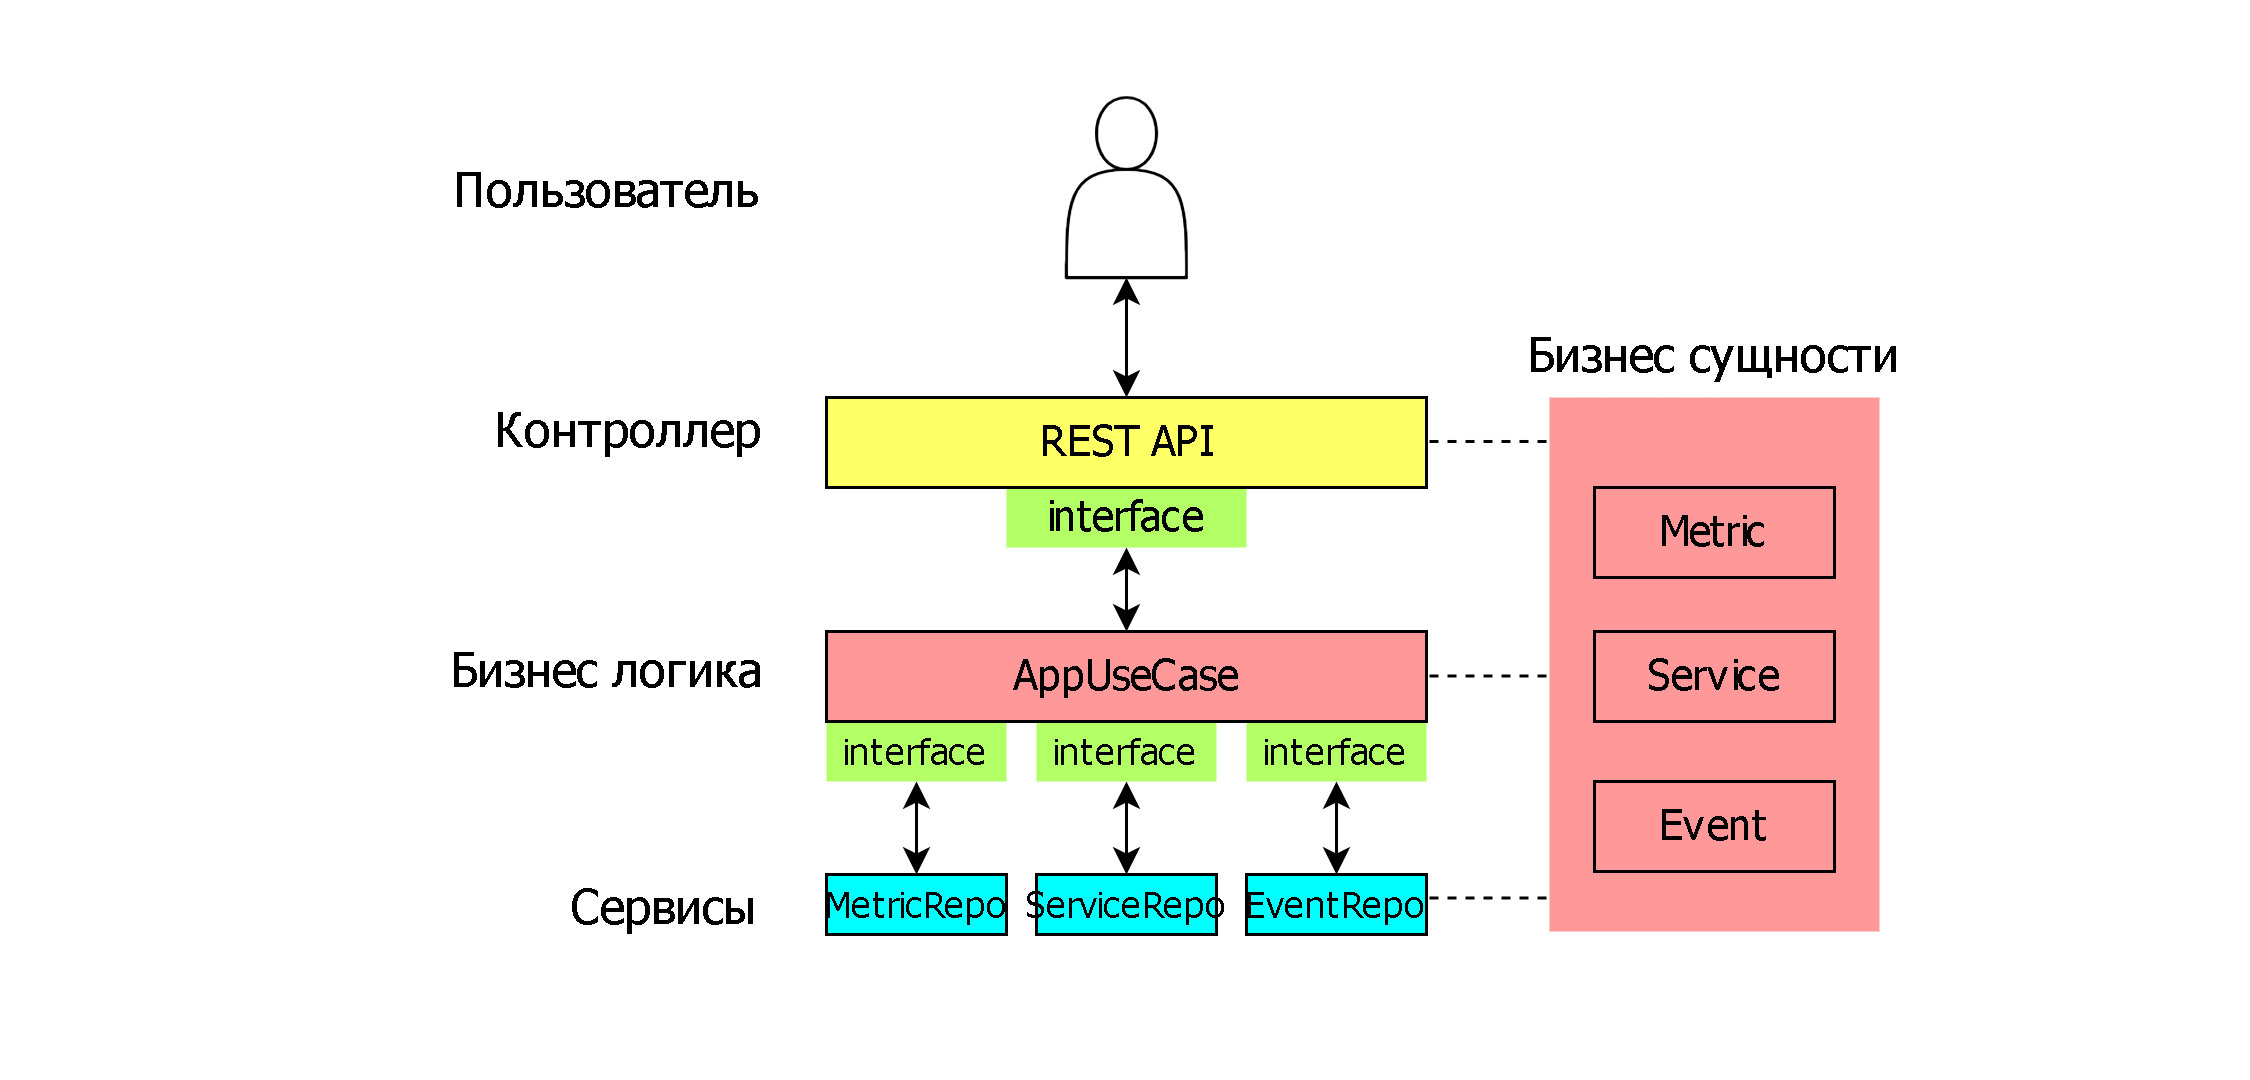 Пользователь
Бизнес сущности
Контроллер
REST API
interface
Metric
Бизнес логика
AppUseCase
Service
interface
interface
interface
Event
Сервисы
MetricRepo
ServiceRepo
EventRepo